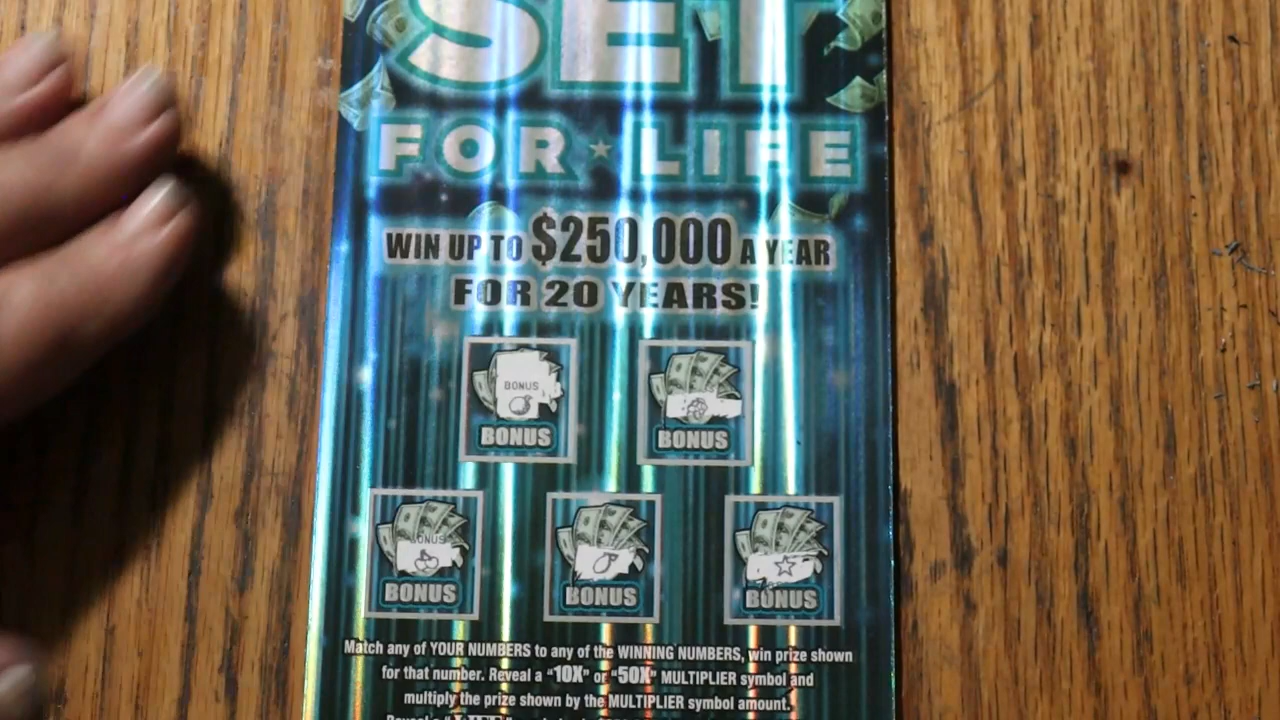 SET
FOR ★ LIFE
WIN UP TO $250,000 A YEAR
FOR 20 YEARS!
BONUS
BONUS BONUS
BONUS
BONUS BONUS BONUS
Match any of YOUR NUMBERS to any of the WINNING NUMBERS, win prize shown
for that number. Reveal a "10X" or "50X" MULTIPLIER symbol and
multiply the prize shown by the MULTIPLIER symbol amount.
Reveal a "LIFE"